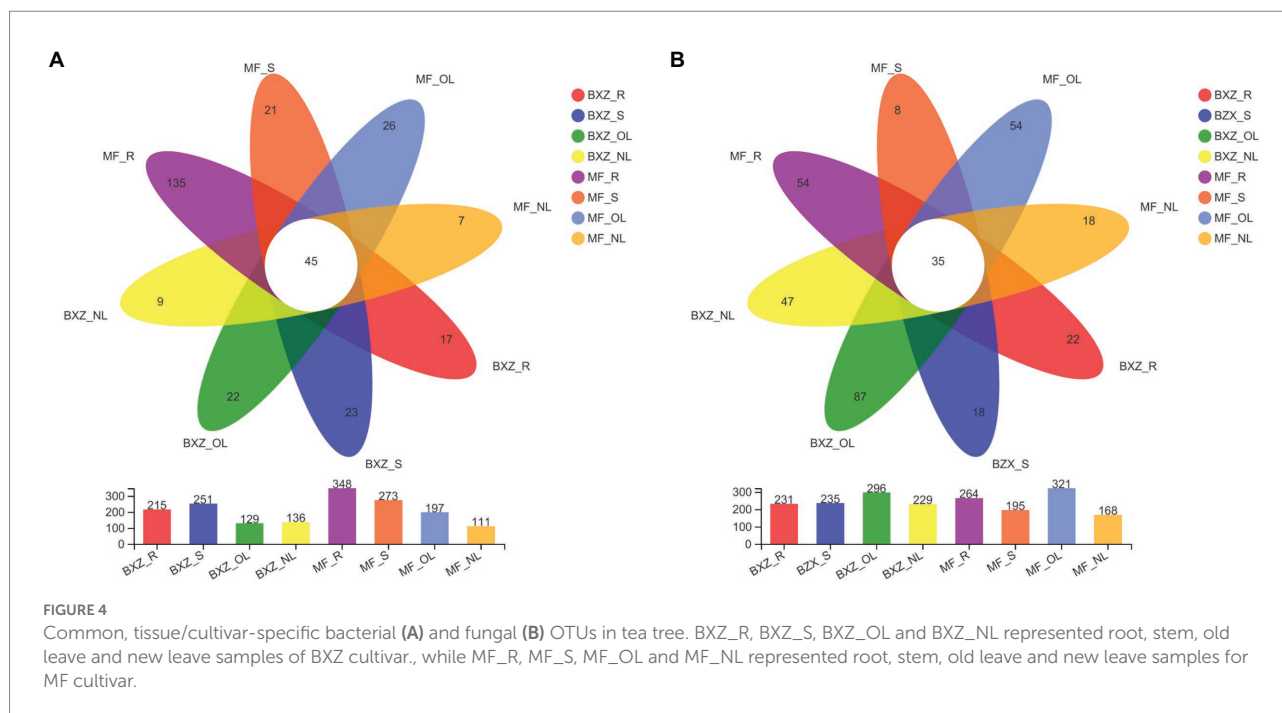 A
MF_S
MF_OL
21
26
MF_R
135
MF_NL
7
45
BXZ_NL
9
17
BXZ_R
22
23
BXZ_OL
BXZ_S
BXZ_R
BXZ_S
BXZ_OL
BXZ_NL
MF_R
MF_S
MF_OL
MF_NL
300
200
100
0
215
251
129
136
348
273
197
111
BXZ_R
BXZ_S
BXZ_OL
BXZ_NL
MF_R
MF_S
MF_OL
MF_NL
B
MF_S
MF_OL
8
54
MF_R
54
MF_NL
18
35
BXZ_NL
47
22
BXZ_R
87
18
BXZ_OL
BZX_S
BXZ_R
BZX_S
BXZ_OL
BXZ_NL
MF_R
MF_S
MF_OL
MF_NL
300
200
100
0
231
235
296
229
264
195
321
168
BXZ_R
BZX_S
BXZ_OL
BXZ_NL
MF_R
MF_S
MF_OL
MF_NL
FIGURE 4
Common, tissue/cultivar-specific bacterial (A) and fungal (B) OTUs in tea tree. BXZ_R, BXZ_S, BXZ_OL and BXZ_NL represented root, stem, old
leave and new leave samples of BXZ cultivar., while MF_R, MF_S, MF_OL and MF_NL represented root, stem, old leave and new leave samples for
MF cultivar.